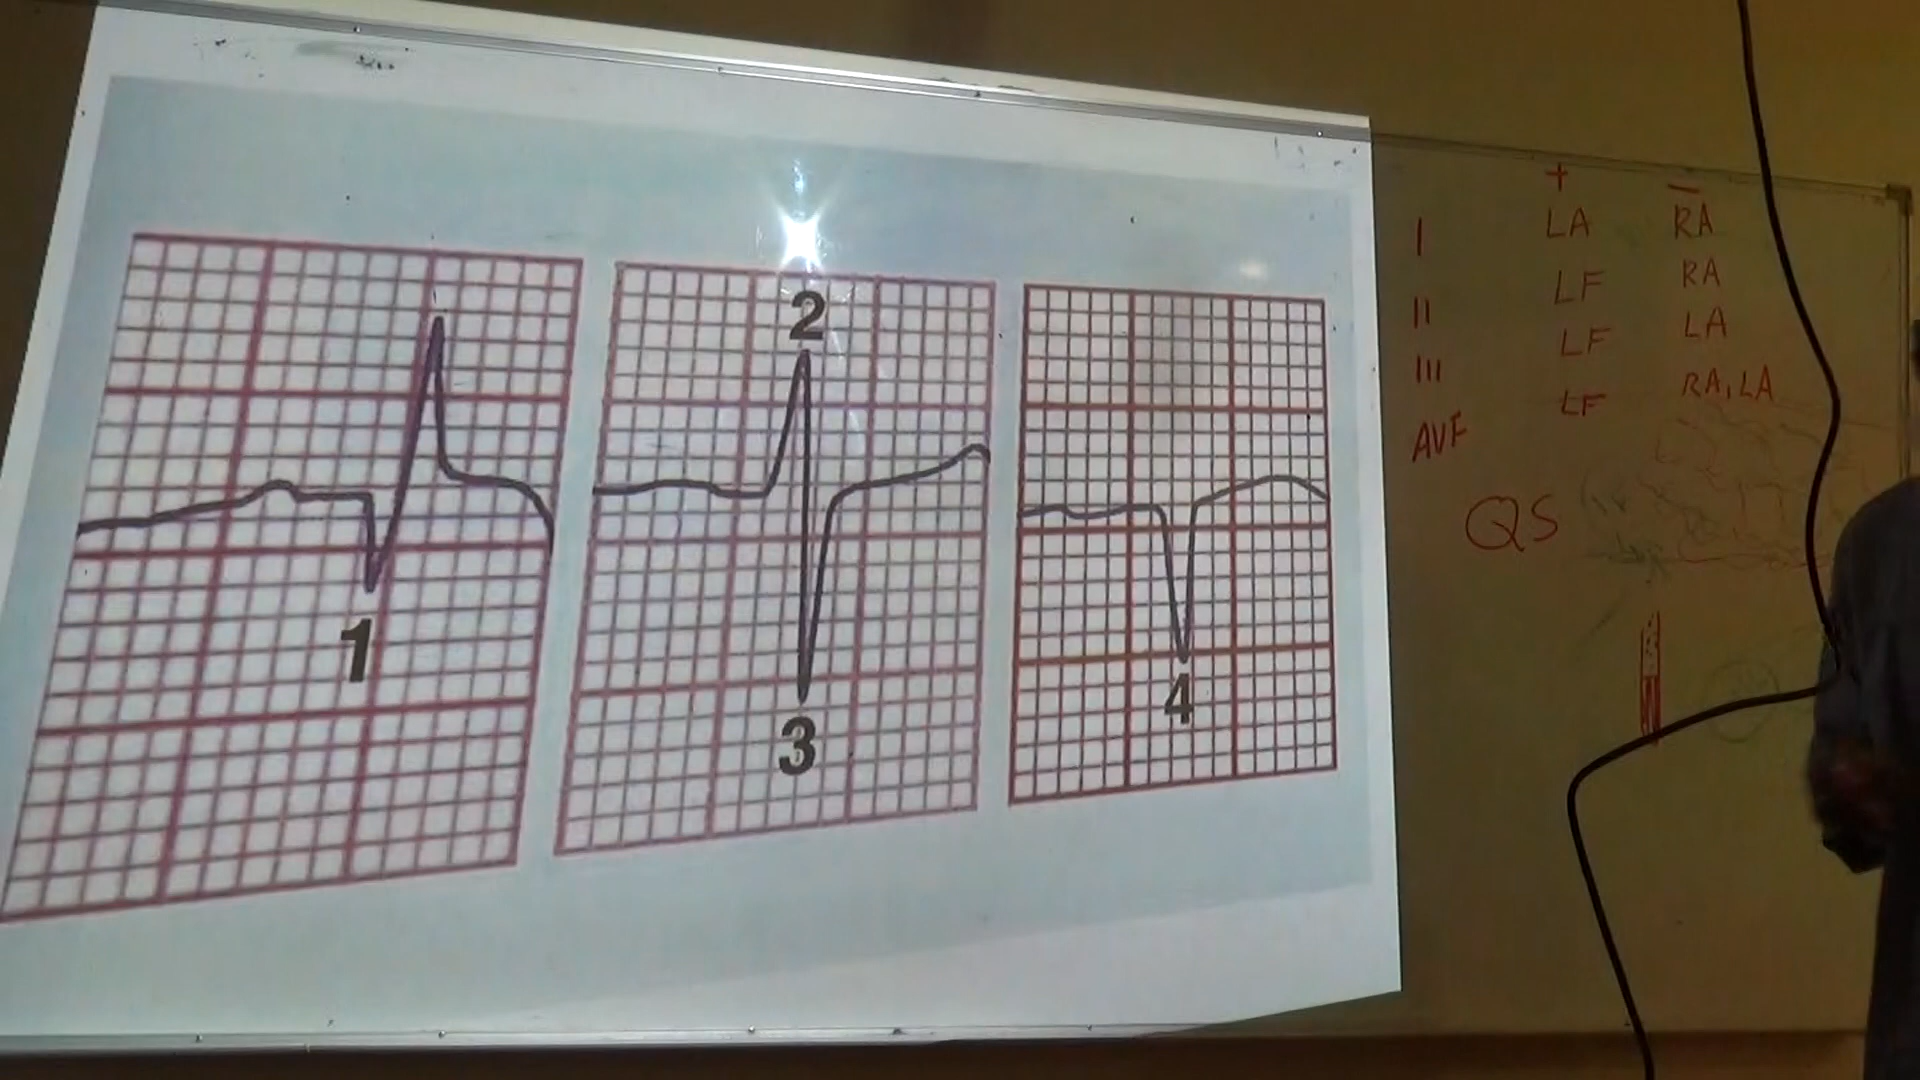 1
2
3
4
+ −
I LA RA
II LF RA
III LF LA
AVF LF RA, LA
QS